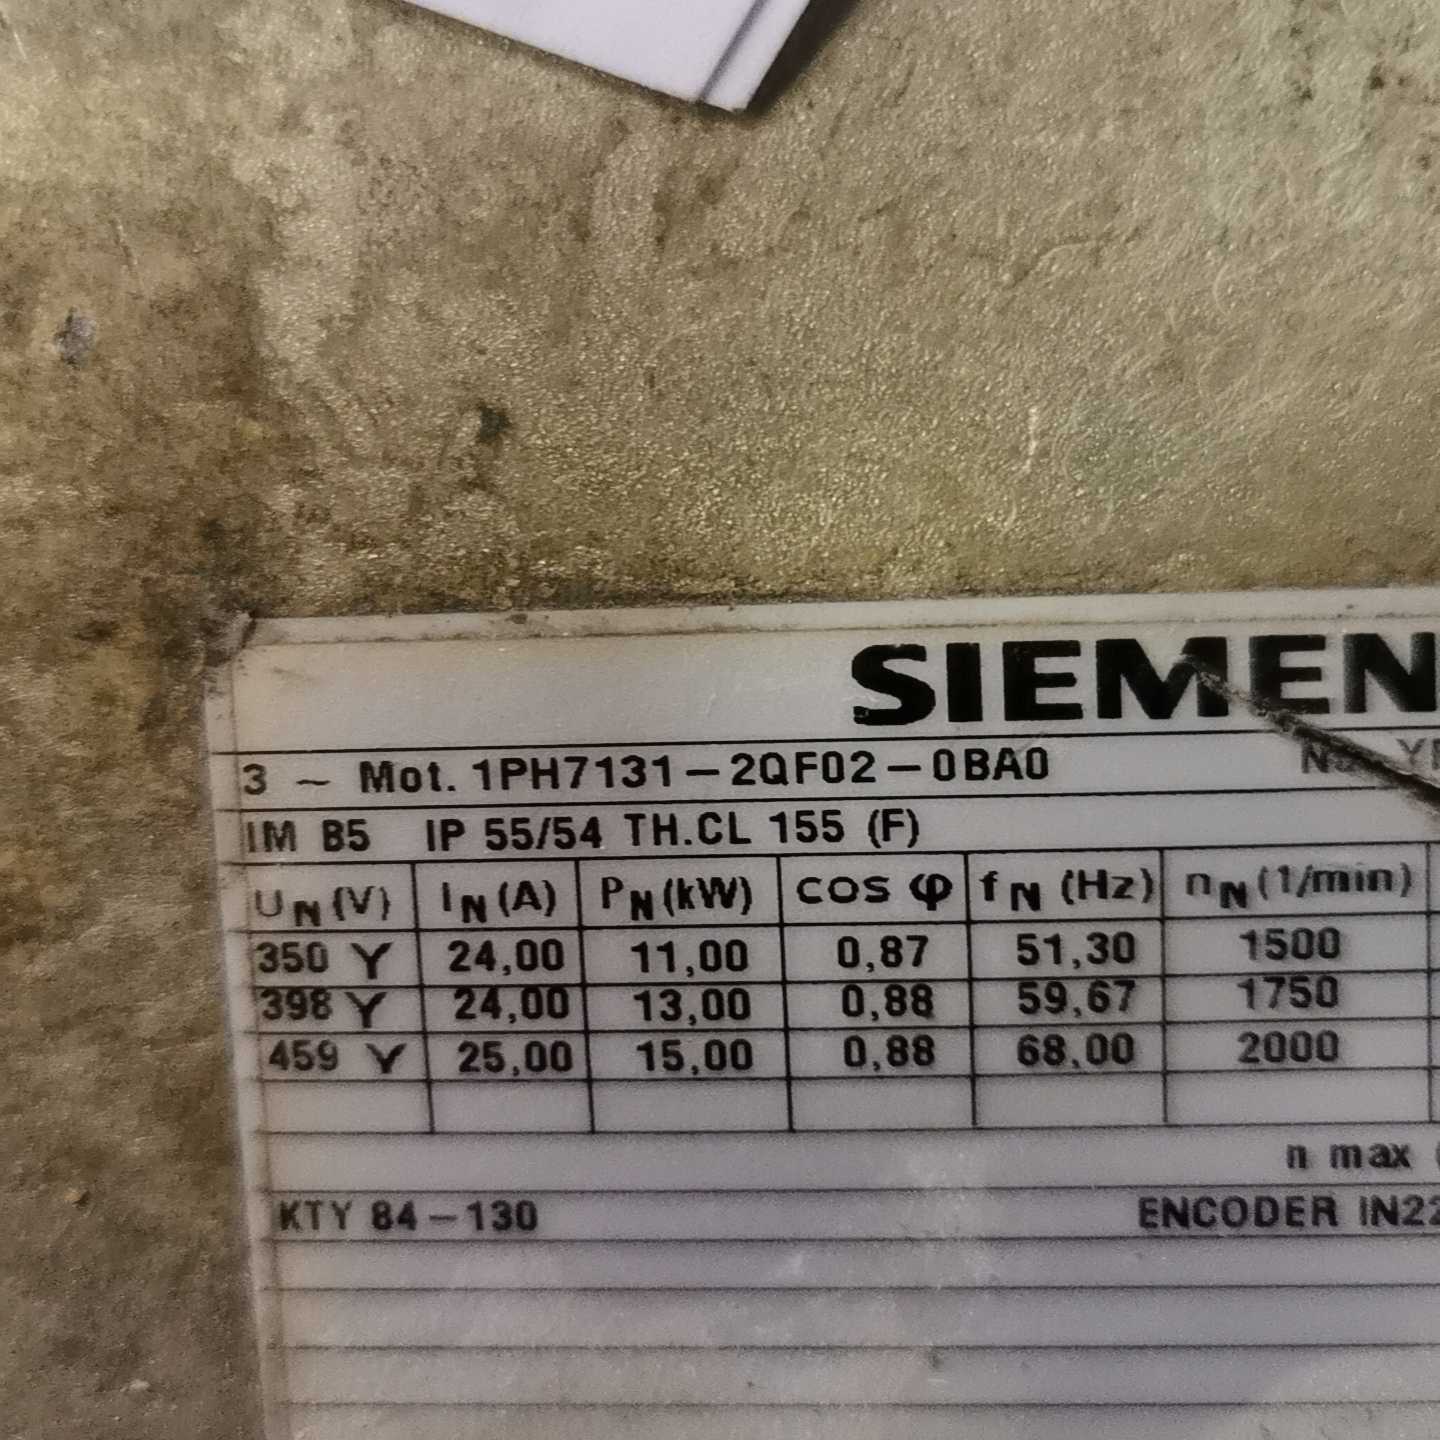 SIEMEN
3 ~ Mot. 1PH7131-2QF02-0BA0
IM B5 IP 55/54 TH.CL 155 (F)
UN (V) IN (A) PN (kW) cos φ fN (Hz) nN (1/min)
350 Y 24,00 11,00 0,87 51,30 1500
398 Y 24,00 13,00 0,88 59,67 1750
459 Y 25,00 15,00 0,88 68,00 2000
n max (
KTY 84-130 ENCODER IN22